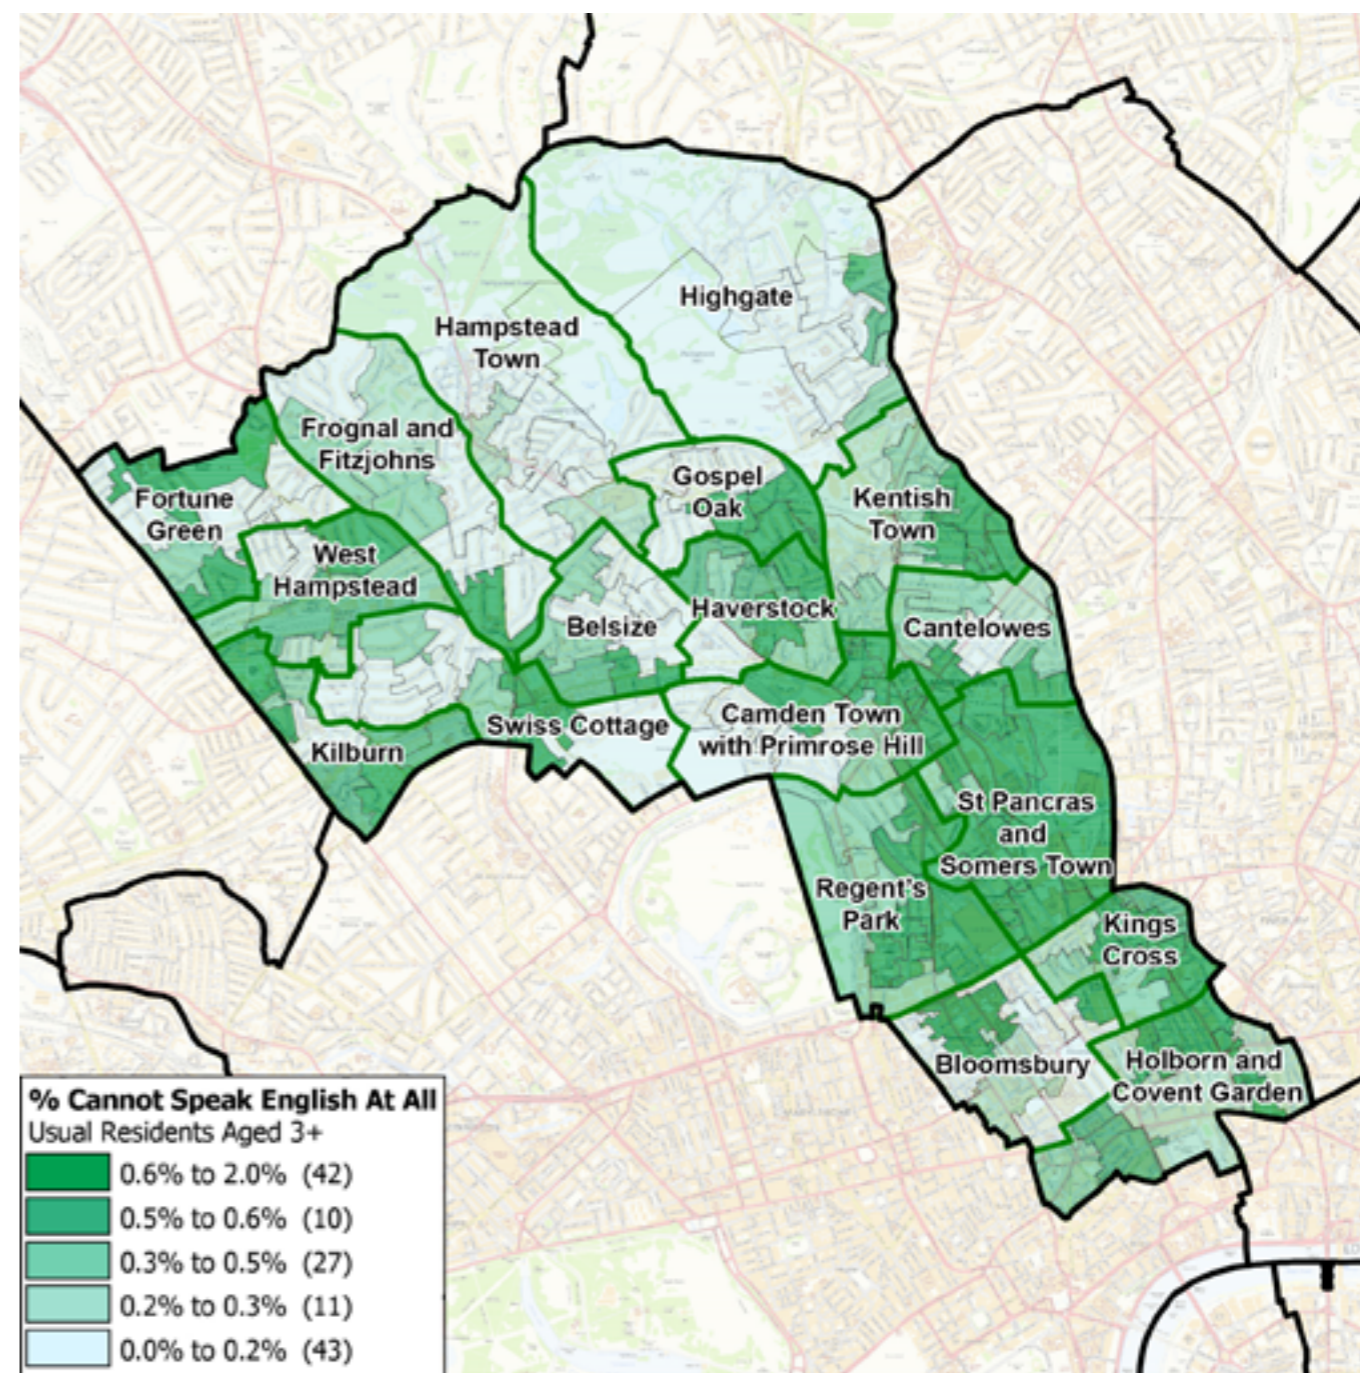 Highgate
Hampstead
Town
Frognal and
Fitzjohns
Gospel
Oak
Kentish
Town
Fortune
Green
West
Hampstead
Haverstock
Belsize
Cantelowes
Swiss Cottage
Camden Town
with Primrose Hill
Kilburn
St Pancras
and
Somers Town
Regent's
Park
Kings
Cross
Bloomsbury
Holborn and
Covent Garden
% Cannot Speak English At All
Usual Residents Aged 3+
0.6% to 2.0% (42)
0.5% to 0.6% (10)
0.3% to 0.5% (27)
0.2% to 0.3% (11)
0.0% to 0.2% (43)